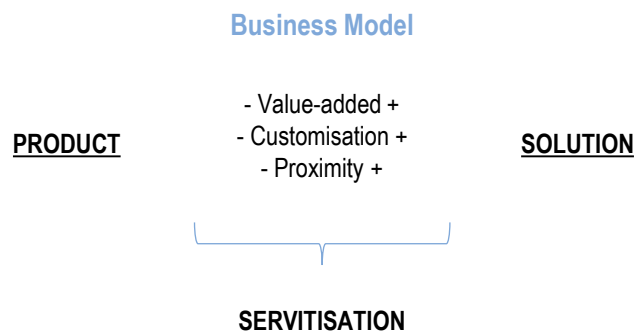 Business Model
- Value-added +
- Customisation +
- Proximity +
PRODUCT
SOLUTION
SERVITISATION